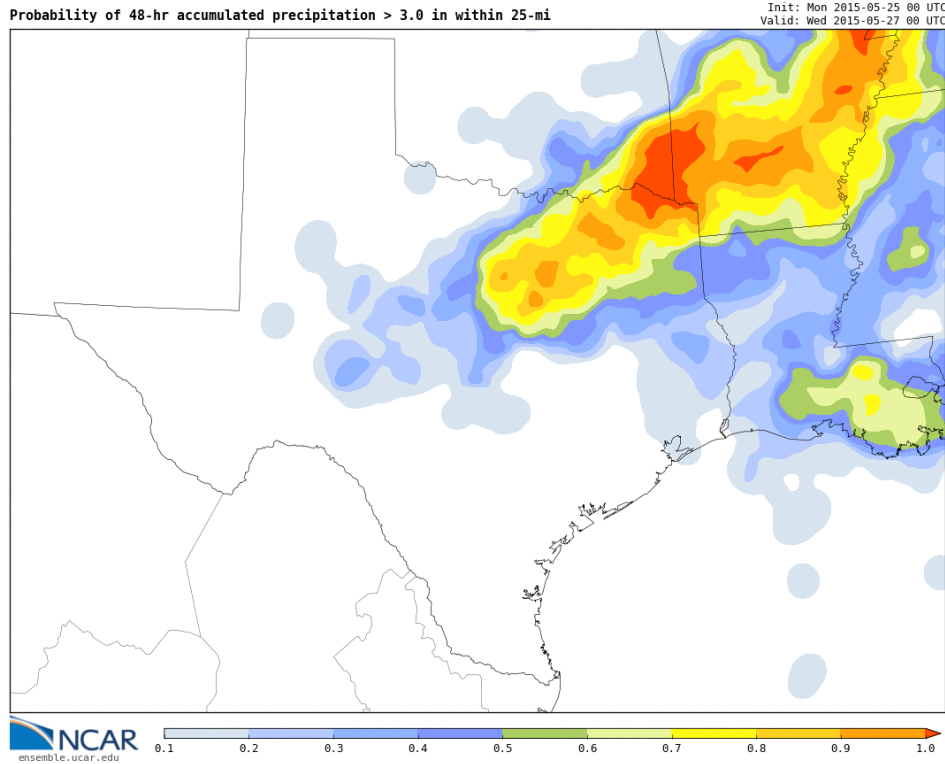 Probability of 48-hr accumulated precipitation > 3.0 in within 25-mi
Init: Mon 2015-05-25 00 UTC
Valid: Wed 2015-05-27 00 UTC
NCAR
ensemble.ucar.edu
0.1 0.2 0.3 0.4 0.5 0.6 0.7 0.8 0.9 1.0